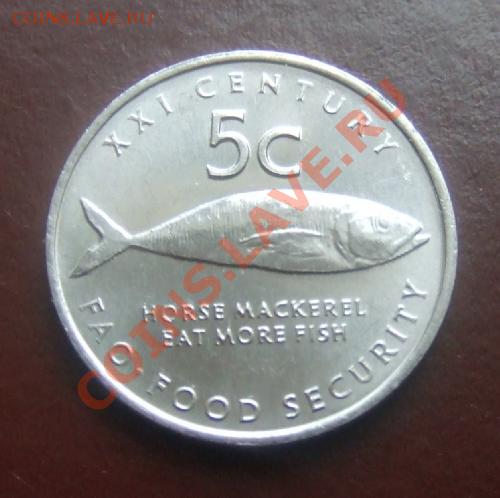 COINS.LAVE.RU
XXI CENTURY
5C
HORSE MACKEREL
EAT MORE FISH
FAO, FOOD SECURITY
COINS.LAVE.RU